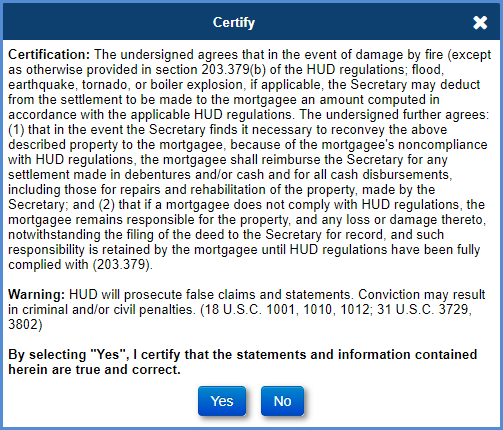 Certify
Certification: The undersigned agrees that in the event of damage by fire (except
as otherwise provided in section 203.379(b) of the HUD regulations; flood,
earthquake, tornado, or boiler explosion, if applicable, the Secretary may deduct
from the settlement to be made to the mortgagee an amount computed in
accordance with the applicable HUD regulations. The undersigned further agrees:
(1) that in the event the Secretary finds it necessary to reconvey the above
described property to the mortgagee, because of the mortgagee's noncompliance
with HUD regulations, the mortgagee shall reimburse the Secretary for any
settlement made in debentures and/or cash and for all cash disbursements,
including those for repairs and rehabilitation of the property, made by the
Secretary; and (2) that if a mortgagee does not comply with HUD regulations, the
mortgagee remains responsible for the property, and any loss or damage thereto,
notwithstanding the filing of the deed to the Secretary for record, and such
responsibility is retained by the mortgagee until HUD regulations have been fully
complied with (203.379).
Warning: HUD will prosecute false claims and statements. Conviction may result
in criminal and/or civil penalties. (18 U.S.C. 1001, 1010, 1012; 31 U.S.C. 3729,
3802)
By selecting "Yes", I certify that the statements and information contained
herein are true and correct.
Yes No